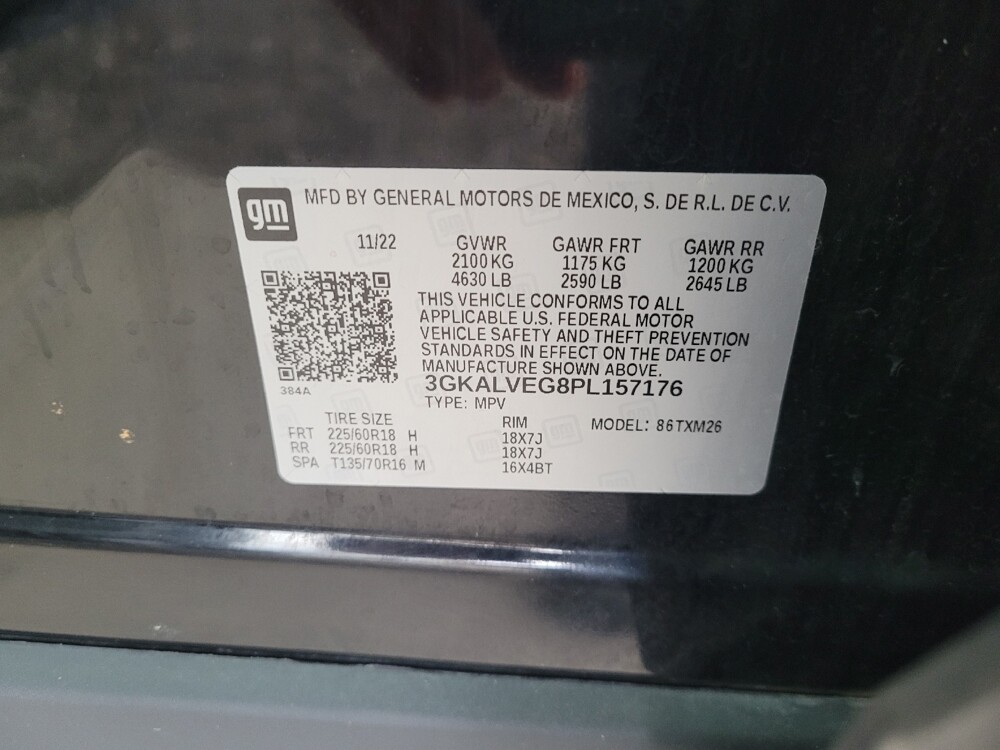 gm MFD BY GENERAL MOTORS DE MEXICO, S. DE R.L. DE C.V.
11/22 GVWR GAWR FRT GAWR RR
2100 KG 1175 KG 1200 KG
4630 LB 2590 LB 2645 LB
THIS VEHICLE CONFORMS TO ALL
APPLICABLE U.S. FEDERAL MOTOR
VEHICLE SAFETY AND THEFT PREVENTION
STANDARDS IN EFFECT ON THE DATE OF
MANUFACTURE SHOWN ABOVE.
384A 3GKALVEG8PL157176
TYPE: MPV
TIRE SIZE RIM MODEL: 86TXM26
FRT 225/60R18 H 18X7J
RR 225/60R18 H 18X7J
SPA T135/70R16 M 16X4BT